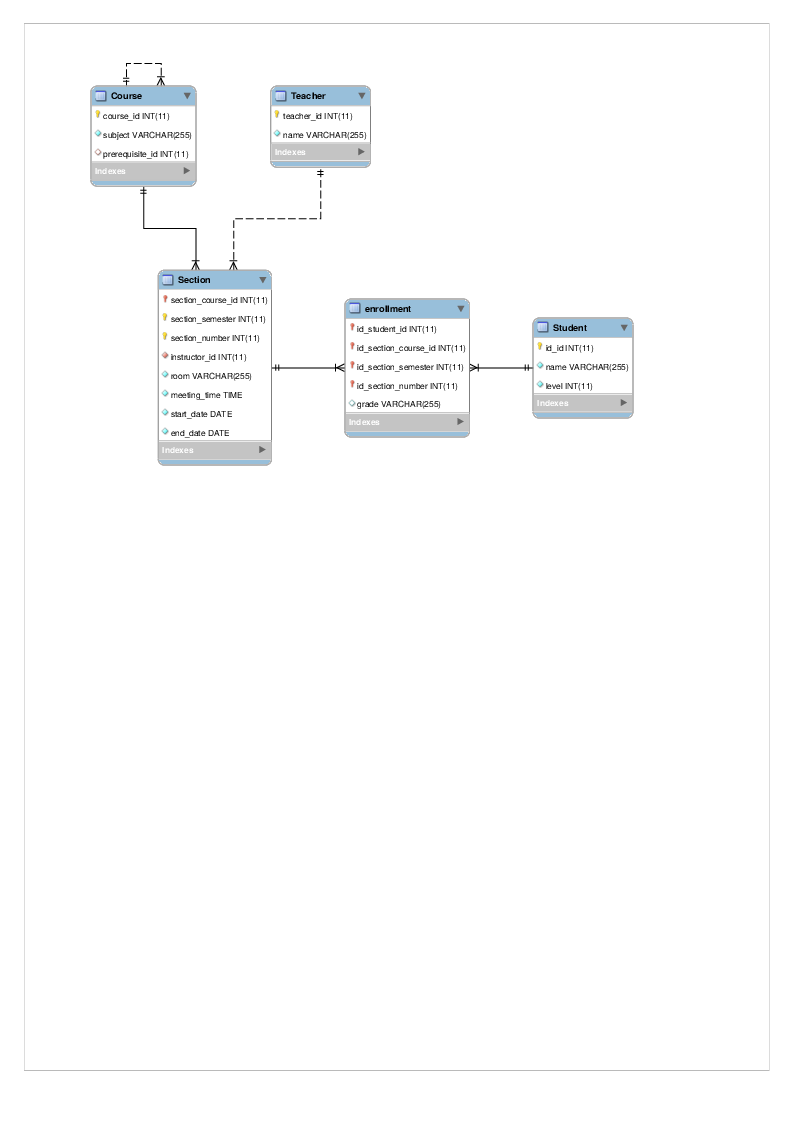 Course
course_id INT(11)
subject VARCHAR(255)
prerequisite_id INT(11)
Indexes
Teacher
teacher_id INT(11)
name VARCHAR(255)
Indexes
Section
section_course_id INT(11)
section_semester INT(11)
section_number INT(11)
instructor_id INT(11)
room VARCHAR(255)
meeting_time TIME
start_date DATE
end_date DATE
Indexes
enrollment
id_student_id INT(11)
id_section_course_id INT(11)
id_section_semester INT(11)
id_section_number INT(11)
grade VARCHAR(255)
Indexes
Student
id_id INT(11)
name VARCHAR(255)
level INT(11)
Indexes